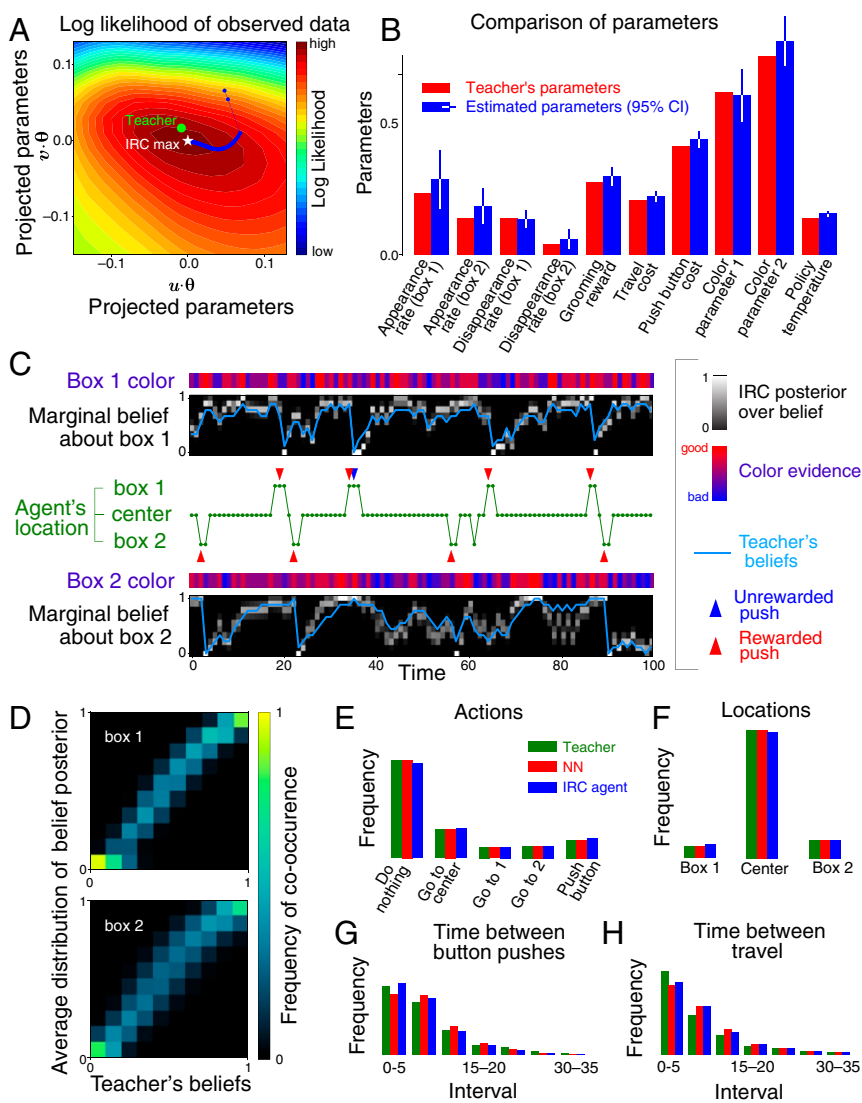 A
Log likelihood of observed data
high
0.1
Projected parameters
v·θ
0.0
−0.1
Teacher
IRC max
Log Likelihood
low
−0.1
0.0
0.1
u·θ
Projected parameters
B
Comparison of parameters
Teacher's parameters
Estimated parameters (95% CI)
Parameters
0.5
0.0
Appearance
rate (box 1)
Appearance
rate (box 2)
Disappearance
rate (box 1)
Disappearance
rate (box 2)
Grooming
reward
Travel
cost
Push button
cost
Color
parameter 1
Color
parameter 2
Policy
temperature
C
Box 1 color
Marginal belief
about box 1
1
0
Agent's
location
box 1
center
box 2
Box 2 color
Marginal belief
about box 2
1
0
0
20
40
60
80
100
Time
1
0
IRC posterior
over belief
good
bad
Color evidence
Teacher's
beliefs
Unrewarded
push
Rewarded
push
D
Average distribution of belief posterior
1
box 1
0
0
1
1
box 2
0
0
1
Teacher's beliefs
1
0
Frequency of co-occurence
E
Actions
Frequency
Teacher
NN
IRC agent
Do
nothing
Go to
center
Go to 1
Go to 2
Push
button
F
Locations
Frequency
Box 1
Center
Box 2
G
Time between
button pushes
Frequency
0-5
15–20
30–35
Interval
H
Time between
travel
Frequency
0-5
15–20
30–35
Interval